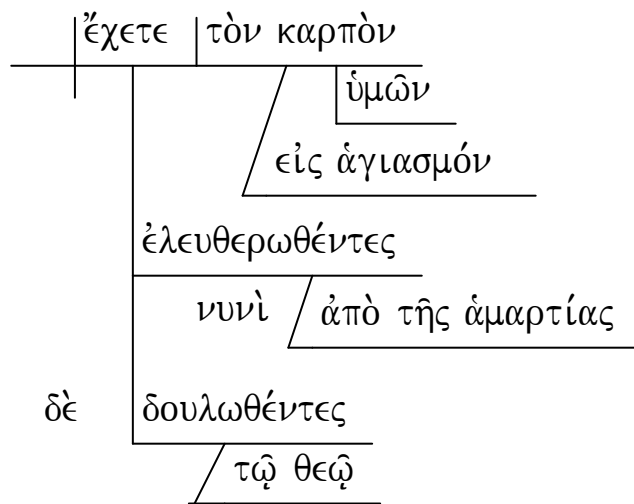 ἔχετε τὸν καρπὸν
ὑμῶν
εἰς ἁγιασμόν
ἐλευθερωθέντες
νυνὶ ἀπὸ τῆς ἁμαρτίας
δὲ δουλωθέντες
τῷ θεῷ